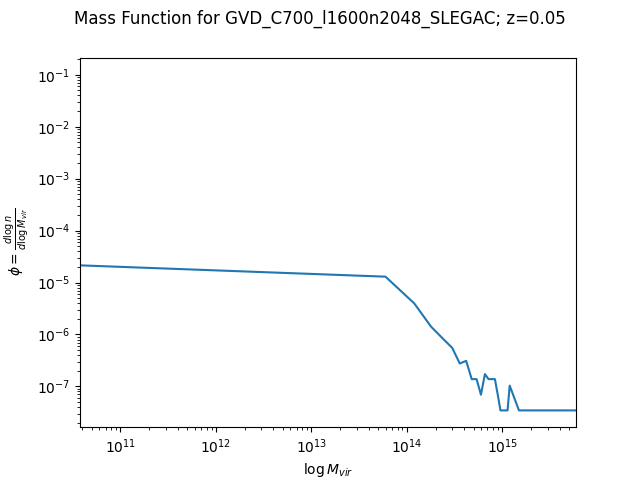 Mass Function for GVD_C700_l1600n2048_SLEGAC; z=0.05
10⁻¹
10⁻²
10⁻³
10⁻⁴
10⁻⁵
10⁻⁶
10⁻⁷
ϕ = d log n / d log M_vir
10¹¹ 10¹² 10¹³ 10¹⁴ 10¹⁵
log M_vir